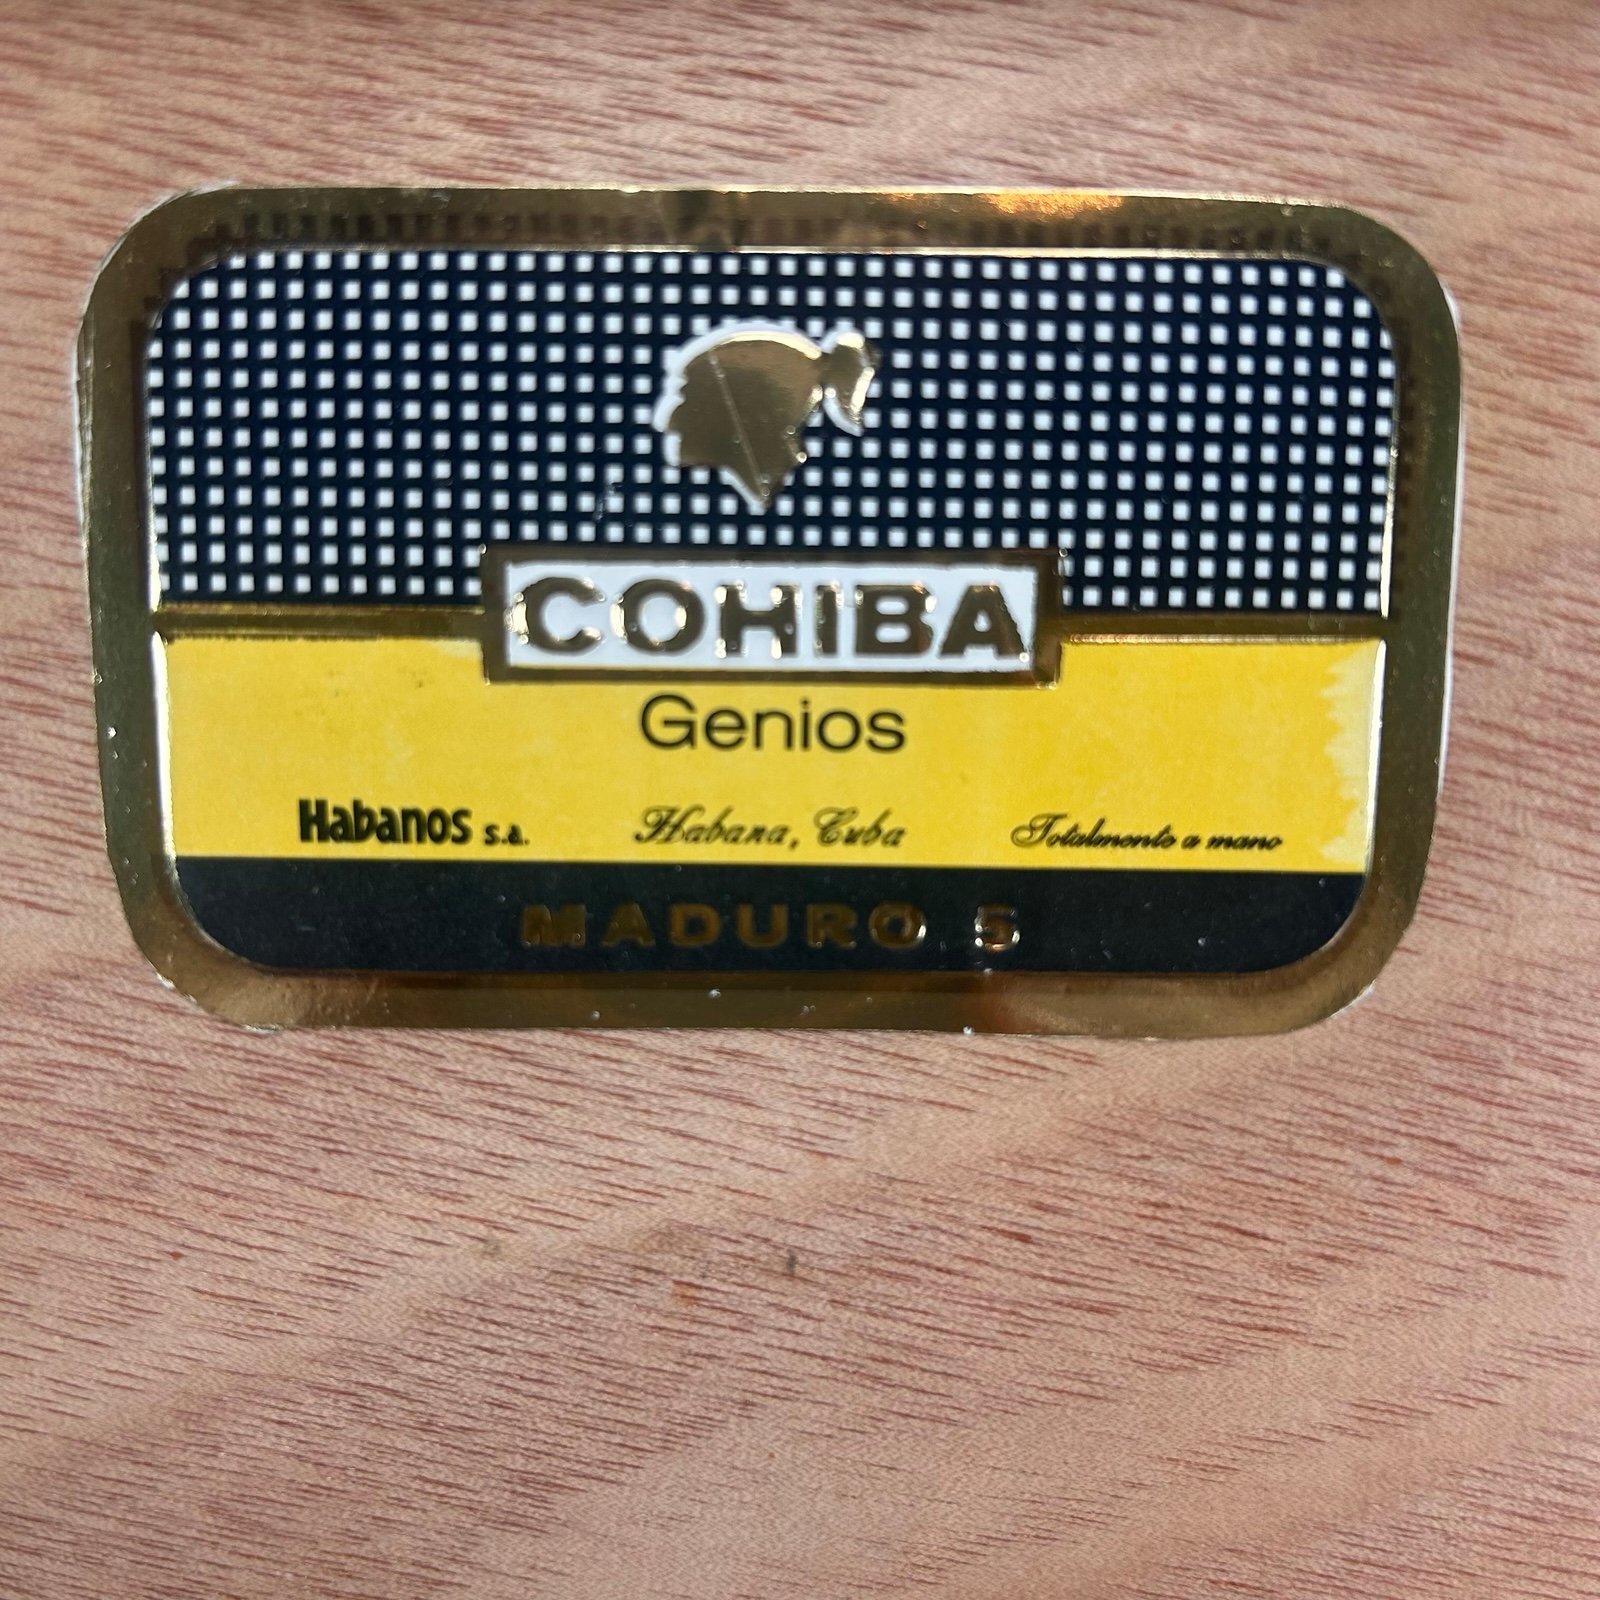 COHIBA
Genios
Habanos s.a. Habana, Cuba Totalmente a mano
MADURO 5